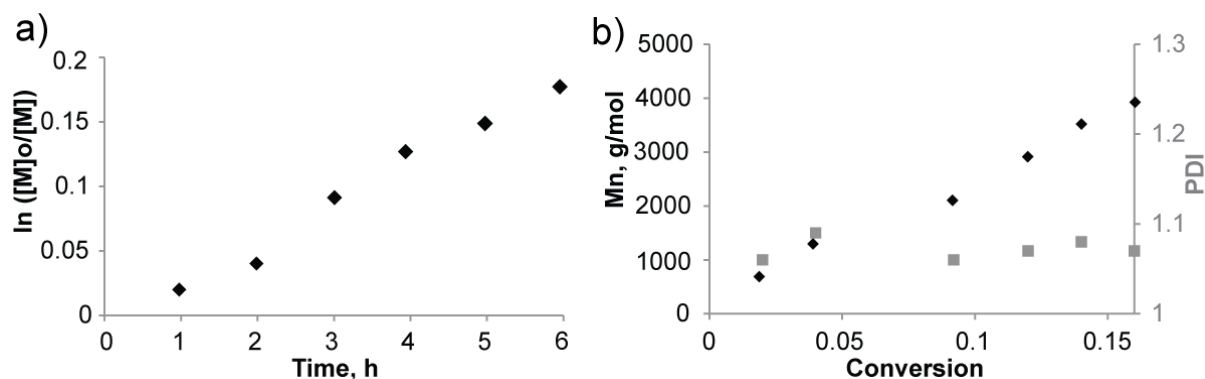 a)
ln ([M]o/[M])
0.2
0.15
0.1
0.05
0
0 1 2 3 4 5 6
Time, h
b)
Mn, g/mol
5000
4000
3000
2000
1000
0
0 0.05 0.1 0.15
Conversion
1.3
1.2
1.1
1
PDI